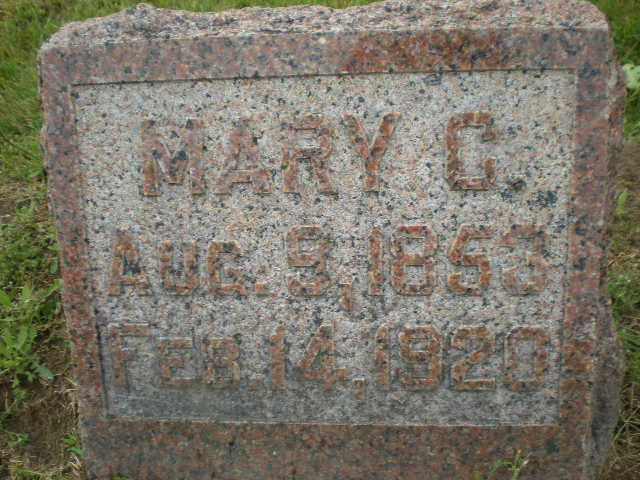 MARY C.
AUG. 9, 1853
FEB. 14, 1920